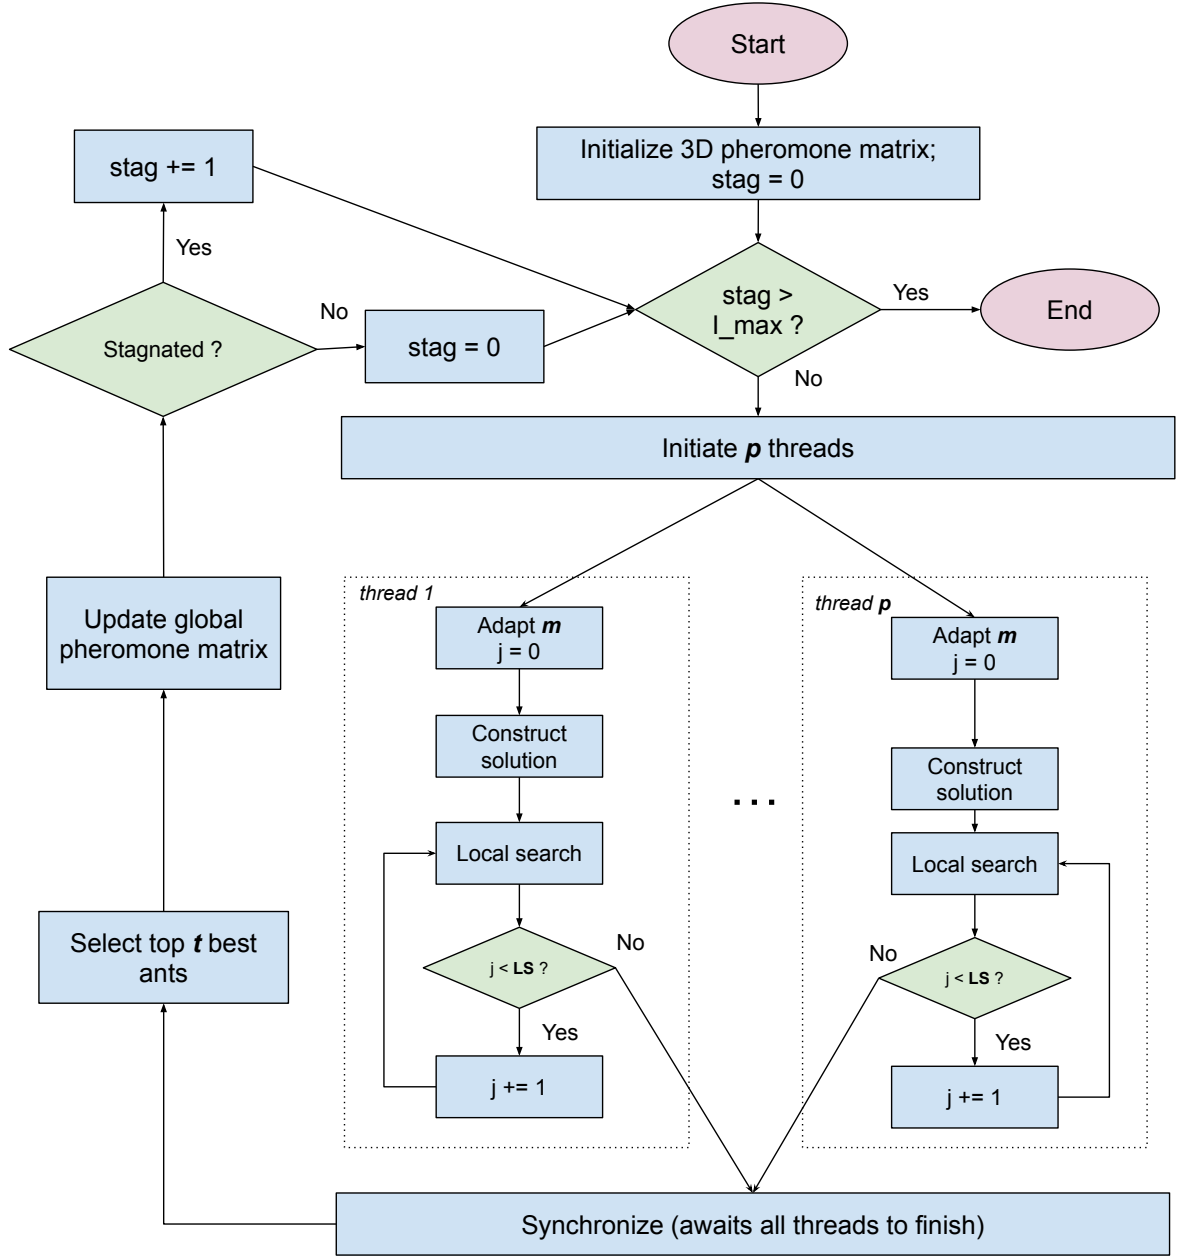 Start
Initialize 3D pheromone matrix;
stag = 0
stag += 1
Yes
stag >
I_max ?
Yes
End
No
Stagnated ?
No
stag = 0
Initiate p threads
thread 1
Adapt m
j = 0
Construct
solution
Local search
j < LS ?
No
Yes
j += 1
...
thread p
Adapt m
j = 0
Construct
solution
Local search
j < LS ?
No
Yes
j += 1
Synchronize (awaits all threads to finish)
Select top t best
ants
Update global
pheromone matrix